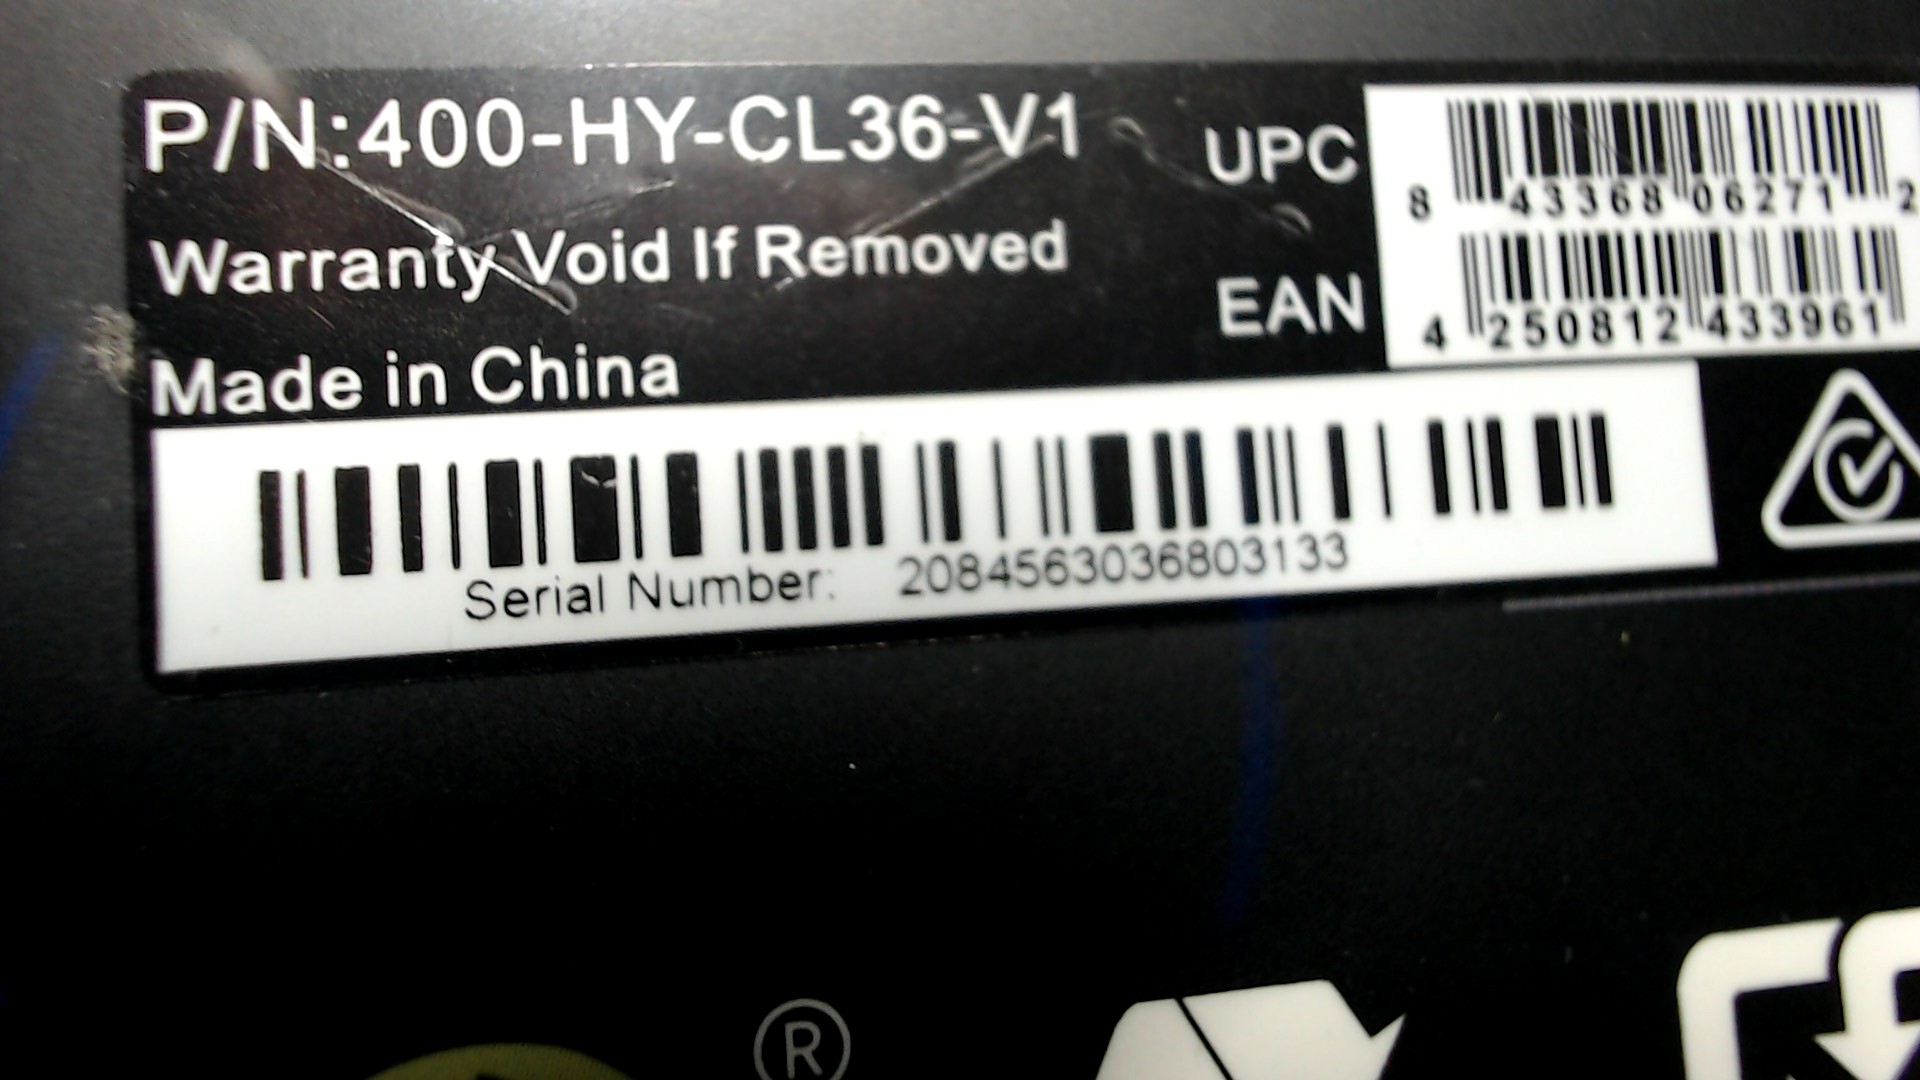 P/N:400-HY-CL36-V1
UPC
8 43368 06271 2
Warranty Void If Removed
EAN
4 250812 433961
Made in China
Serial Number: 2084563036803133
®